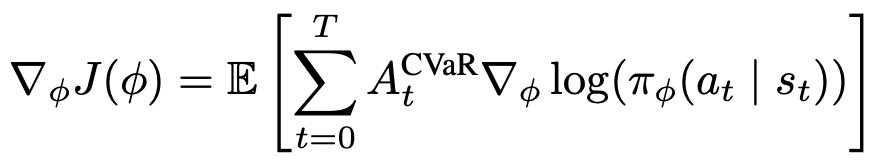 ∇_ϕ J(ϕ) = 𝔼 [ ∑_{t=0}^{T} A_t^{CVaR} ∇_ϕ log(π_ϕ(a_t | s_t)) ]